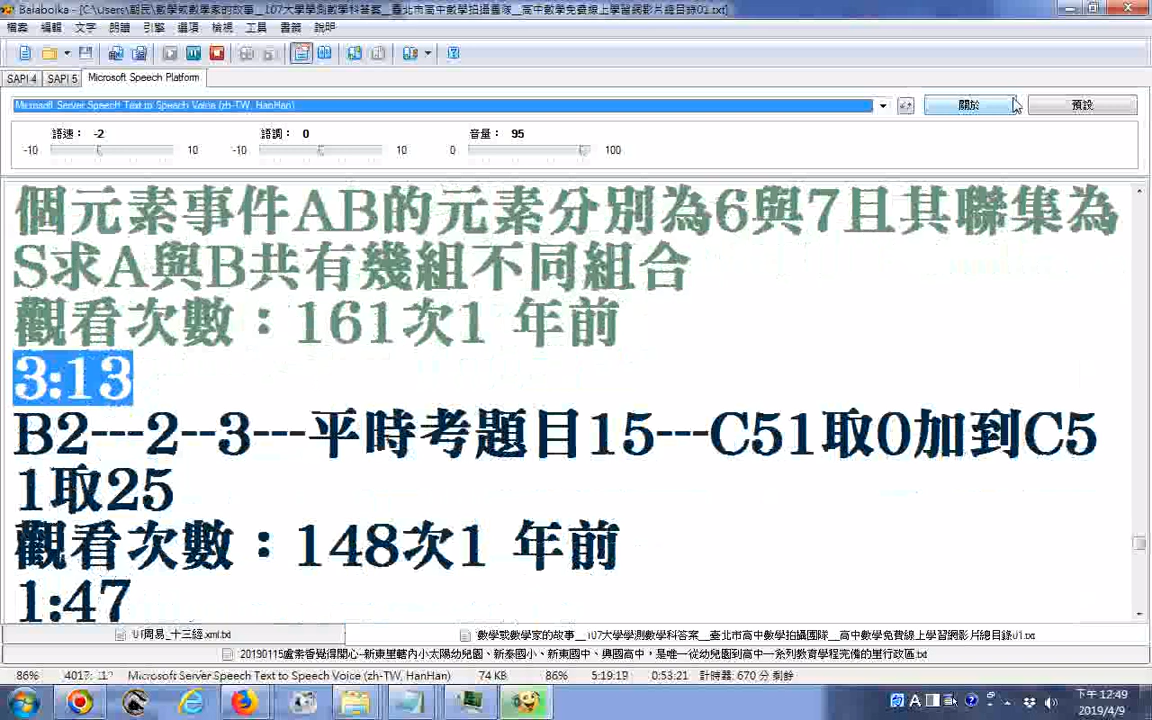 Balabolka - [C:\Users\韜民\數學或數學家的故事__107大學學測數學科答案__臺北市高中數學拍攝團隊__高中數學免費線上學習網影片總目錄01.txt]
檔案 編輯 文字 朗讀 引擎 選項 檢視 工具 書籤 說明
SAPI 4 SAPI 5 Microsoft Speech Platform
Microsoft Server Speech Text to Speech Voice (zh-TW, HanHan)
關於 預設
語速： -2 語調： 0 音量： 95
-10 10 -10 10 0 100
個元素事件AB的元素分別為6與7且其聯集為
S求A與B共有幾組不同組合
觀看次數：161次1 年前
3:13
B2---2--3---平時考題目15---C51取0加到C5
1取25
觀看次數：148次1 年前
1:47
UI周易_十三經.xml.txt
數學或數學家的故事__107大學學測數學科答案__臺北市高中數學拍攝團隊__高中數學免費線上學習網影片總目錄01.txt
20190115盧素香覺得開心--新東里轄內小太陽幼兒園、新泰國小、新東國中、興國高中，是唯一從幼兒園到高中一系列教育學程完備的里行政區.txt
86% Microsoft Server Speech Text to Speech Voice (zh-TW, HanHan) 74 KB 86% 5:19:19 0:53:21 計時器: 670 分 剩餘
下午 12:49
2019/4/9